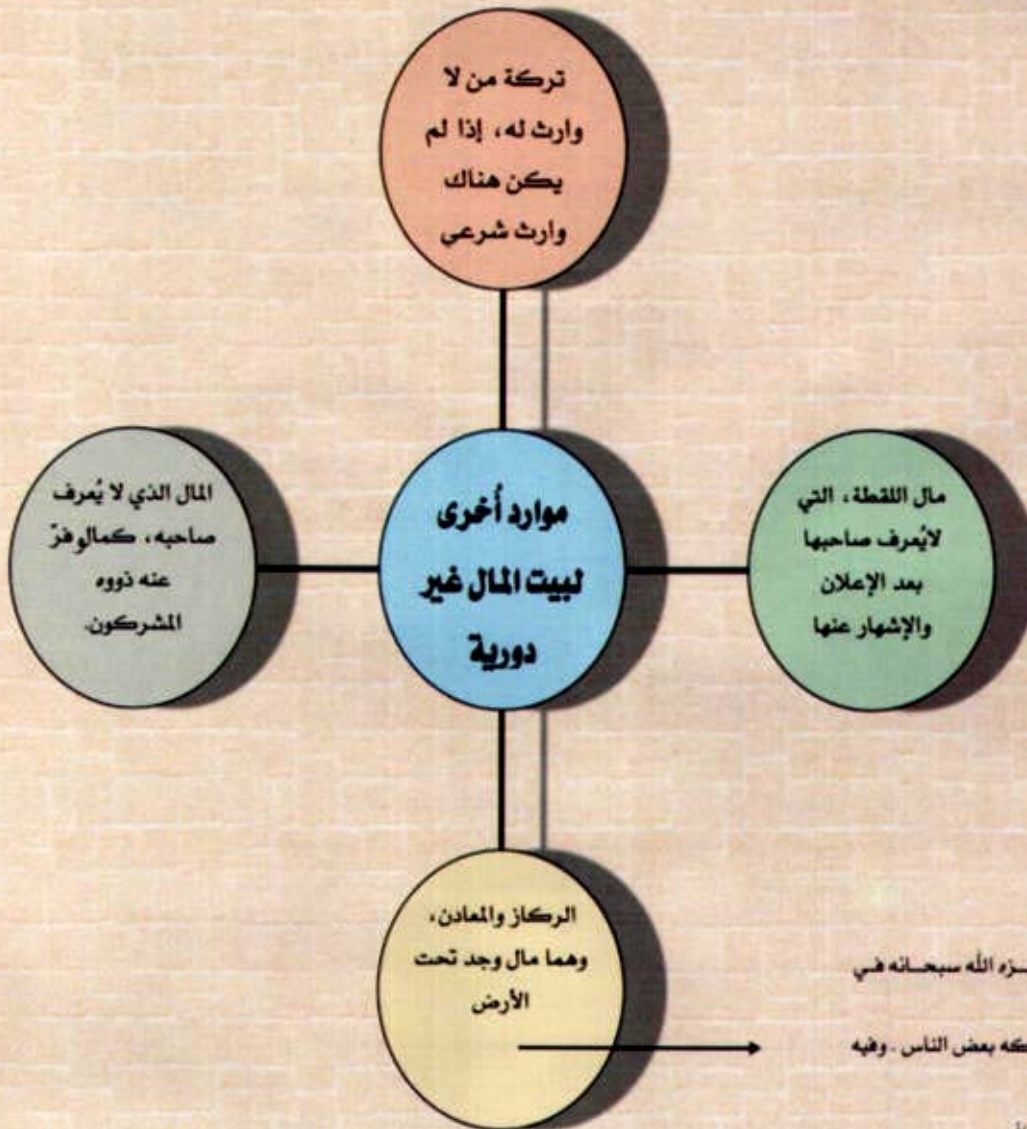 تركة من لا
وارث له، إذا لم
يكن هناك
وارث شرعي
موارد أُخرى
لبيت المال غير
دورية
مال اللقطة، التي
لايُعرف صاحبها
بعد الإعلان
والإشهار عنها
المال الذي لا يُعرف
صاحبه، كمالٍ فرّ
عنه ذووه
المشركون.
الركاز والمعادن،
وهما مال وجد تحت
الأرض
الله سبحانه في
بعض الناس . وفيه